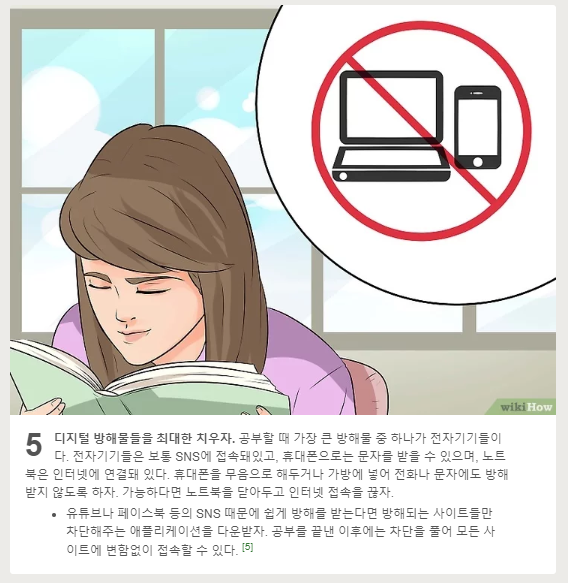 wikiHow
5 디지털 방해물들을 최대한 치우자. 공부할 때 가장 큰 방해물 중 하나가 전자기기들이
다. 전자기기들은 보통 SNS에 접속돼있고, 휴대폰으로는 문자를 받을 수 있으며, 노트
북은 인터넷에 연결돼 있다. 휴대폰을 무음으로 해두거나 가방에 넣어 전화나 문자에도 방해
받지 않도록 하자. 가능하다면 노트북을 닫아두고 인터넷 접속을 끊자.
• 유튜브나 페이스북 등의 SNS 때문에 쉽게 방해를 받는다면 방해되는 사이트들만
차단해주는 애플리케이션을 다운받자. 공부를 끝낸 이후에는 차단을 풀어 모든 사
이트에 변함없이 접속할 수 있다. [5]